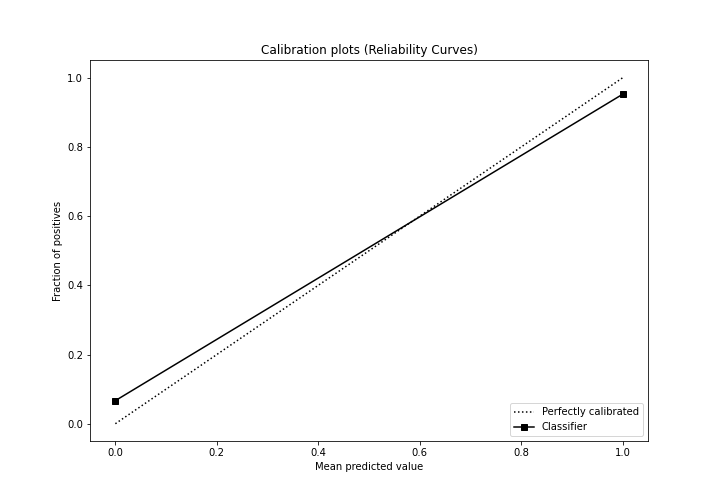 Calibration plots (Reliability Curves)
1.0
0.8
0.6
0.4
0.2
0.0
Fraction of positives
0.0 0.2 0.4 0.6 0.8 1.0
Mean predicted value
Perfectly calibrated
Classifier